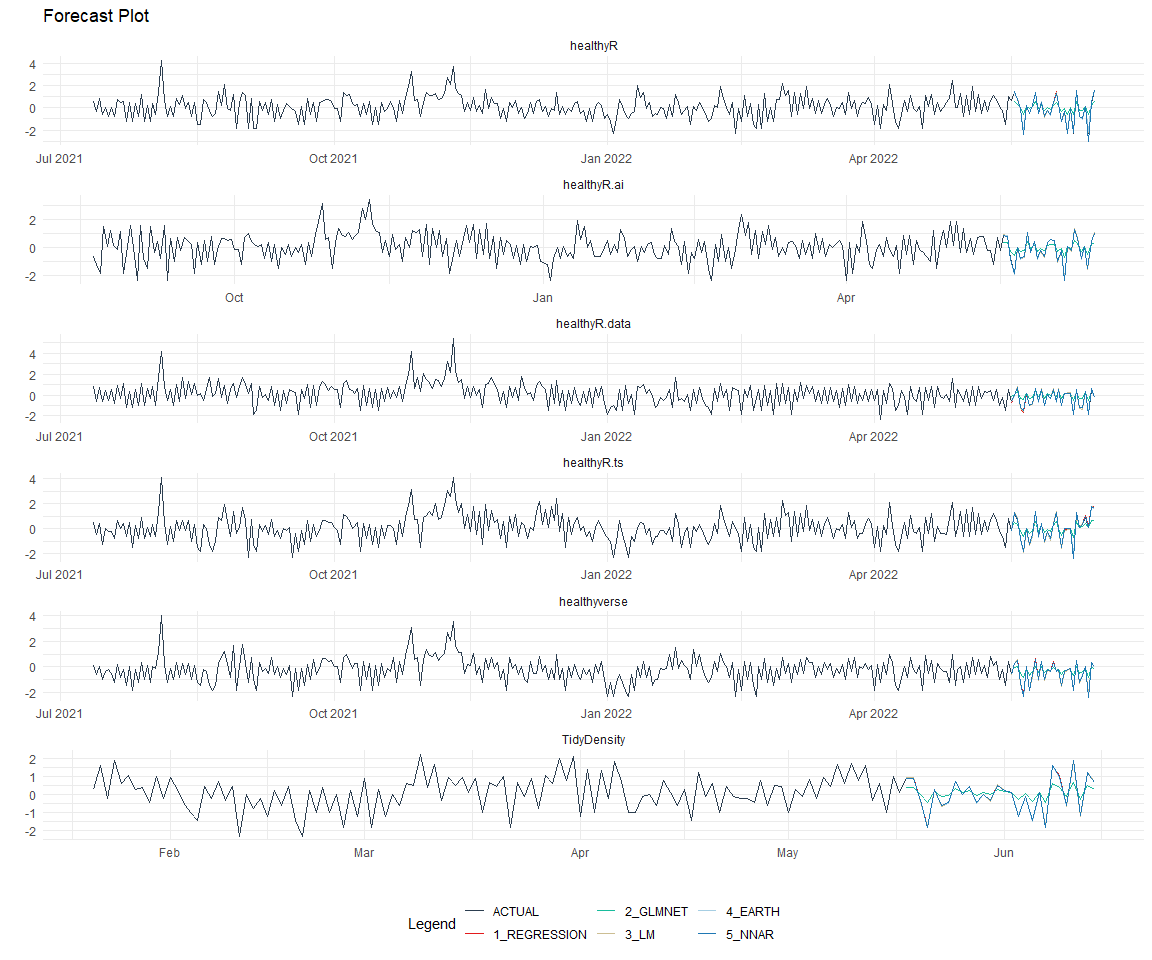 Forecast Plot
healthyR
4
2
0
-2
Jul 2021 Oct 2021 Jan 2022 Apr 2022
healthyR.ai
2
0
-2
Oct Jan Apr
healthyR.data
4
2
0
-2
Jul 2021 Oct 2021 Jan 2022 Apr 2022
healthyR.ts
4
2
0
-2
Jul 2021 Oct 2021 Jan 2022 Apr 2022
healthyverse
4
2
0
-2
Jul 2021 Oct 2021 Jan 2022 Apr 2022
TidyDensity
2
1
0
-1
-2
Feb Mar Apr May Jun
Legend
ACTUAL 2_GLMNET 4_EARTH
1_REGRESSION 3_LM 5_NNAR